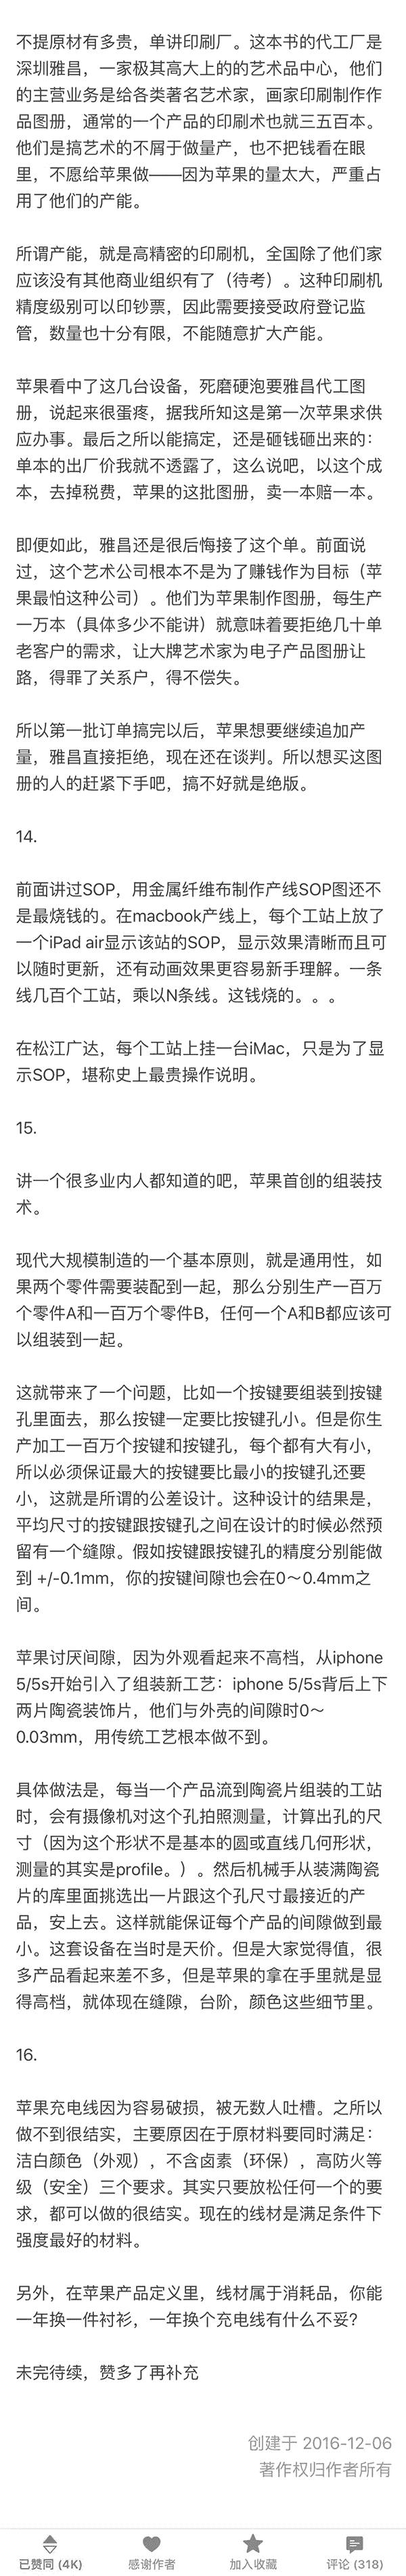 不提原材有多贵，单讲印刷厂。这本书的代工厂是
深圳雅昌，一家极其高大上的的艺术品中心，他们
的主营业务是给各类著名艺术家，画家印刷制作作
品图册，通常的一个产品的印刷术也就三五百本。
他们是搞艺术的不屑于做量产，也不把钱看在眼
里，不愿给苹果做——因为苹果的量太大，严重占
用了他们的产能。
所谓产能，就是高精密的印刷机，全国除了他们家
应该没有其他商业组织有了（待考）。这种印刷机
精度级别可以印钞票，因此需要接受政府登记监
管，数量也十分有限，不能随意扩大产能。
苹果看中了这几台设备，死磨硬泡要雅昌代工图
册，说起来很蛋疼，据我所知这是第一次苹果求供
应办事。最后之所以能搞定，还是砸钱砸出来的：
单本的出厂价我就不透露了，这么说吧，以这个成
本，去掉税费，苹果的这批图册，卖一本赔一本。
即便如此，雅昌还是很后悔接了这个单。前面说
过，这个艺术公司根本不是为了赚钱作为目标（苹
果最怕这种公司）。他们为苹果制作图册，每生产
一万本（具体多少不能讲）就意味着要拒绝几十单
老客户的需求，让大牌艺术家为电子产品图册让
路，得罪了关系户，得不偿失。
所以第一批订单搞完以后，苹果想要继续追加产
量，雅昌直接拒绝，现在还在谈判。所以想买这图
册的人的赶紧下手吧，搞不好就是绝版。
14.
前面讲过SOP，用金属纤维布制作产线SOP图还不
是最烧钱的。在macbook产线上，每个工站上放了
一个iPad air显示该站的SOP，显示效果清晰而且可
以随时更新，还有动画效果更容易新手理解。一条
线几百个工站，乘以N条线。这钱烧的。。。
在松江广达，每个工站上挂一台iMac，只是为了显
示SOP，堪称史上最贵操作说明。
15.
讲一个很多业内人都知道的吧，苹果首创的组装技
术。
现代大规模制造的一个基本原则，就是通用性，如
果两个零件需要装配到一起，那么分别生产一百万
个零件A和一百万个零件B，任何一个A和B都应该可
以组装到一起。
这就带来了一个问题，比如一个按键要组装到按键
孔里面去，那么按键一定要比按键孔小。但是你生
产加工一百万个按键和按键孔，每个都有大有小，
所以必须保证最大的按键要比最小的按键孔还要
小，这就是所谓的公差设计。这种设计的结果是，
平均尺寸的按键跟按键孔之间在设计的时候必然预
留有一个缝隙。假如按键跟按键孔的精度分别能做
到 +/-0.1mm，你的按键间隙也会在0～0.4mm之
间。
苹果讨厌间隙，因为外观看起来不高档，从iphone
5/5s开始引入了组装新工艺：iphone 5/5s背后上下
两片陶瓷装饰片，他们与外壳的间隙时0～
0.03mm，用传统工艺根本做不到。
具体做法是，每当一个产品流到陶瓷片组装的工站
时，会有摄像机对这个孔拍照测量，计算出孔的尺
寸（因为这个形状不是基本的圆或直线几何形状，
测量的其实是profile。）。然后机械手从装满陶瓷
片的库里面挑选出一片跟这个孔尺寸最接近的产
品，安上去。这样就能保证每个产品的间隙做到最
小。这套设备在当时是天价。但是大家觉得值，很
多产品看起来差不多，但是苹果的拿在手里就是显
得高档，就体现在缝隙，台阶，颜色这些细节里。
16.
苹果充电线因为容易破损，被无数人吐槽。之所以
做不到很结实，主要原因在于原材料要同时满足：
洁白颜色（外观），不含卤素（环保），高防火等
级（安全）三个要求。其实只要放松任何一个的要
求，都可以做的很结实。现在的线材是满足条件下
强度最好的材料。
另外，在苹果产品定义里，线材属于消耗品，你能
一年换一件衬衫，一年换个充电线有什么不妥？
未完待续，赞多了再补充
创建于 2016-12-06
著作权归作者所有
已赞同 (4K) 感谢作者 加入收藏 评论 (318)